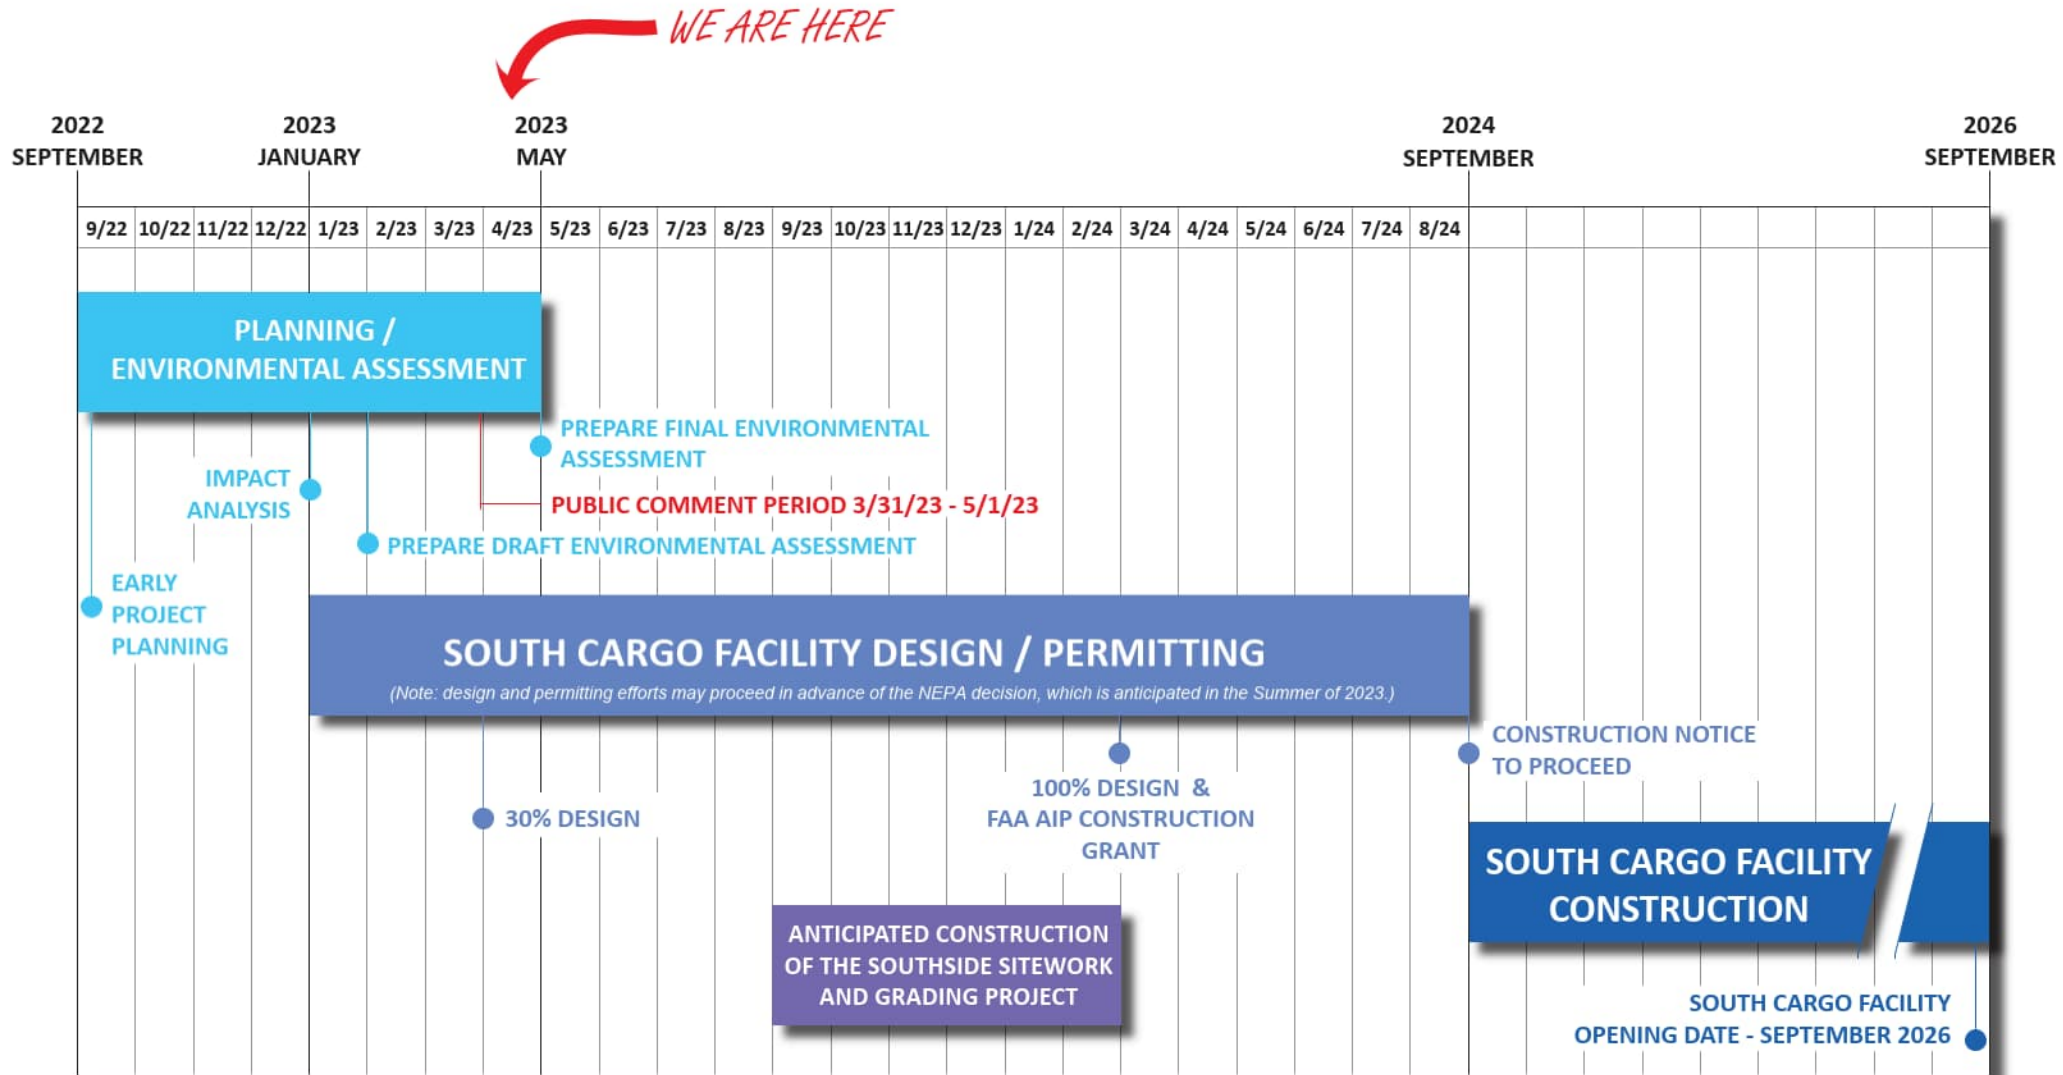 WE ARE HERE
2022
SEPTEMBER
2023
JANUARY
2023
MAY
2024
SEPTEMBER
2026
SEPTEMBER
9/22 10/22 11/22 12/22 1/23 2/23 3/23 4/23 5/23 6/23 7/23 8/23 9/23 10/23 11/23 12/23 1/24 2/24 3/24 4/24 5/24 6/24 7/24 8/24
PLANNING /
ENVIRONMENTAL ASSESSMENT
PREPARE FINAL ENVIRONMENTAL
ASSESSMENT
IMPACT
ANALYSIS
PUBLIC COMMENT PERIOD 3/31/23 - 5/1/23
PREPARE DRAFT ENVIRONMENTAL ASSESSMENT
EARLY
PROJECT
PLANNING
SOUTH CARGO FACILITY DESIGN / PERMITTING
(Note: design and permitting efforts may proceed in advance of the NEPA decision, which is anticipated in the Summer of 2023.)
CONSTRUCTION NOTICE
TO PROCEED
30% DESIGN
100% DESIGN &
FAA AIP CONSTRUCTION
GRANT
SOUTH CARGO FACILITY
CONSTRUCTION
ANTICIPATED CONSTRUCTION
OF THE SOUTHSIDE SITEWORK
AND GRADING PROJECT
SOUTH CARGO FACILITY
OPENING DATE - SEPTEMBER 2026